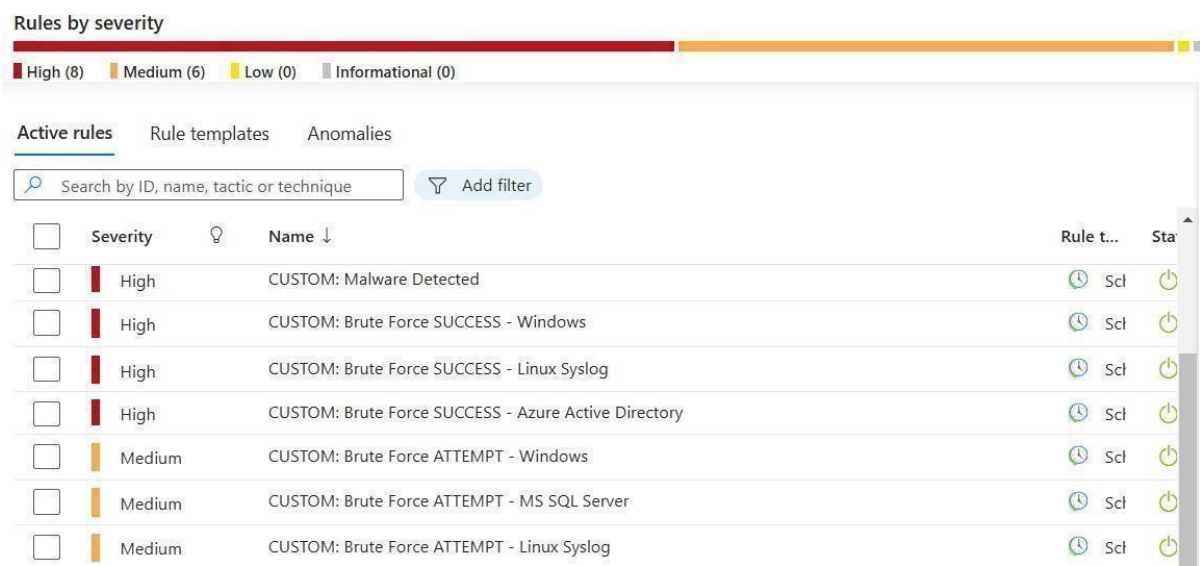 Rules by severity
High (8) Medium (6) Low (0) Informational (0)
Active rules Rule templates Anomalies
Search by ID, name, tactic or technique Add filter
Severity Name ↓ Rule t... Sta
High CUSTOM: Malware Detected Sch
High CUSTOM: Brute Force SUCCESS - Windows Sch
High CUSTOM: Brute Force SUCCESS - Linux Syslog Sch
High CUSTOM: Brute Force SUCCESS - Azure Active Directory Sch
Medium CUSTOM: Brute Force ATTEMPT - Windows Sch
Medium CUSTOM: Brute Force ATTEMPT - MS SQL Server Sch
Medium CUSTOM: Brute Force ATTEMPT - Linux Syslog Sch